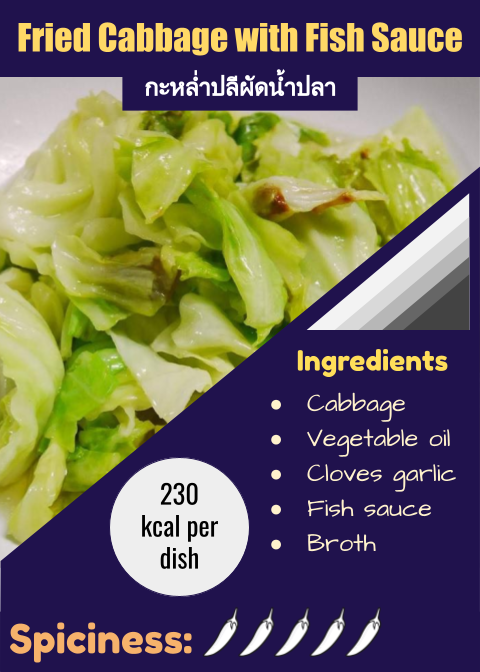 Fried Cabbage with Fish Sauce
กะหล่ำปลีผัดน้ำปลา
Ingredients
● Cabbage
● Vegetable oil
● Cloves garlic
● Fish sauce
● Broth
230
kcal per
dish
Spiciness: